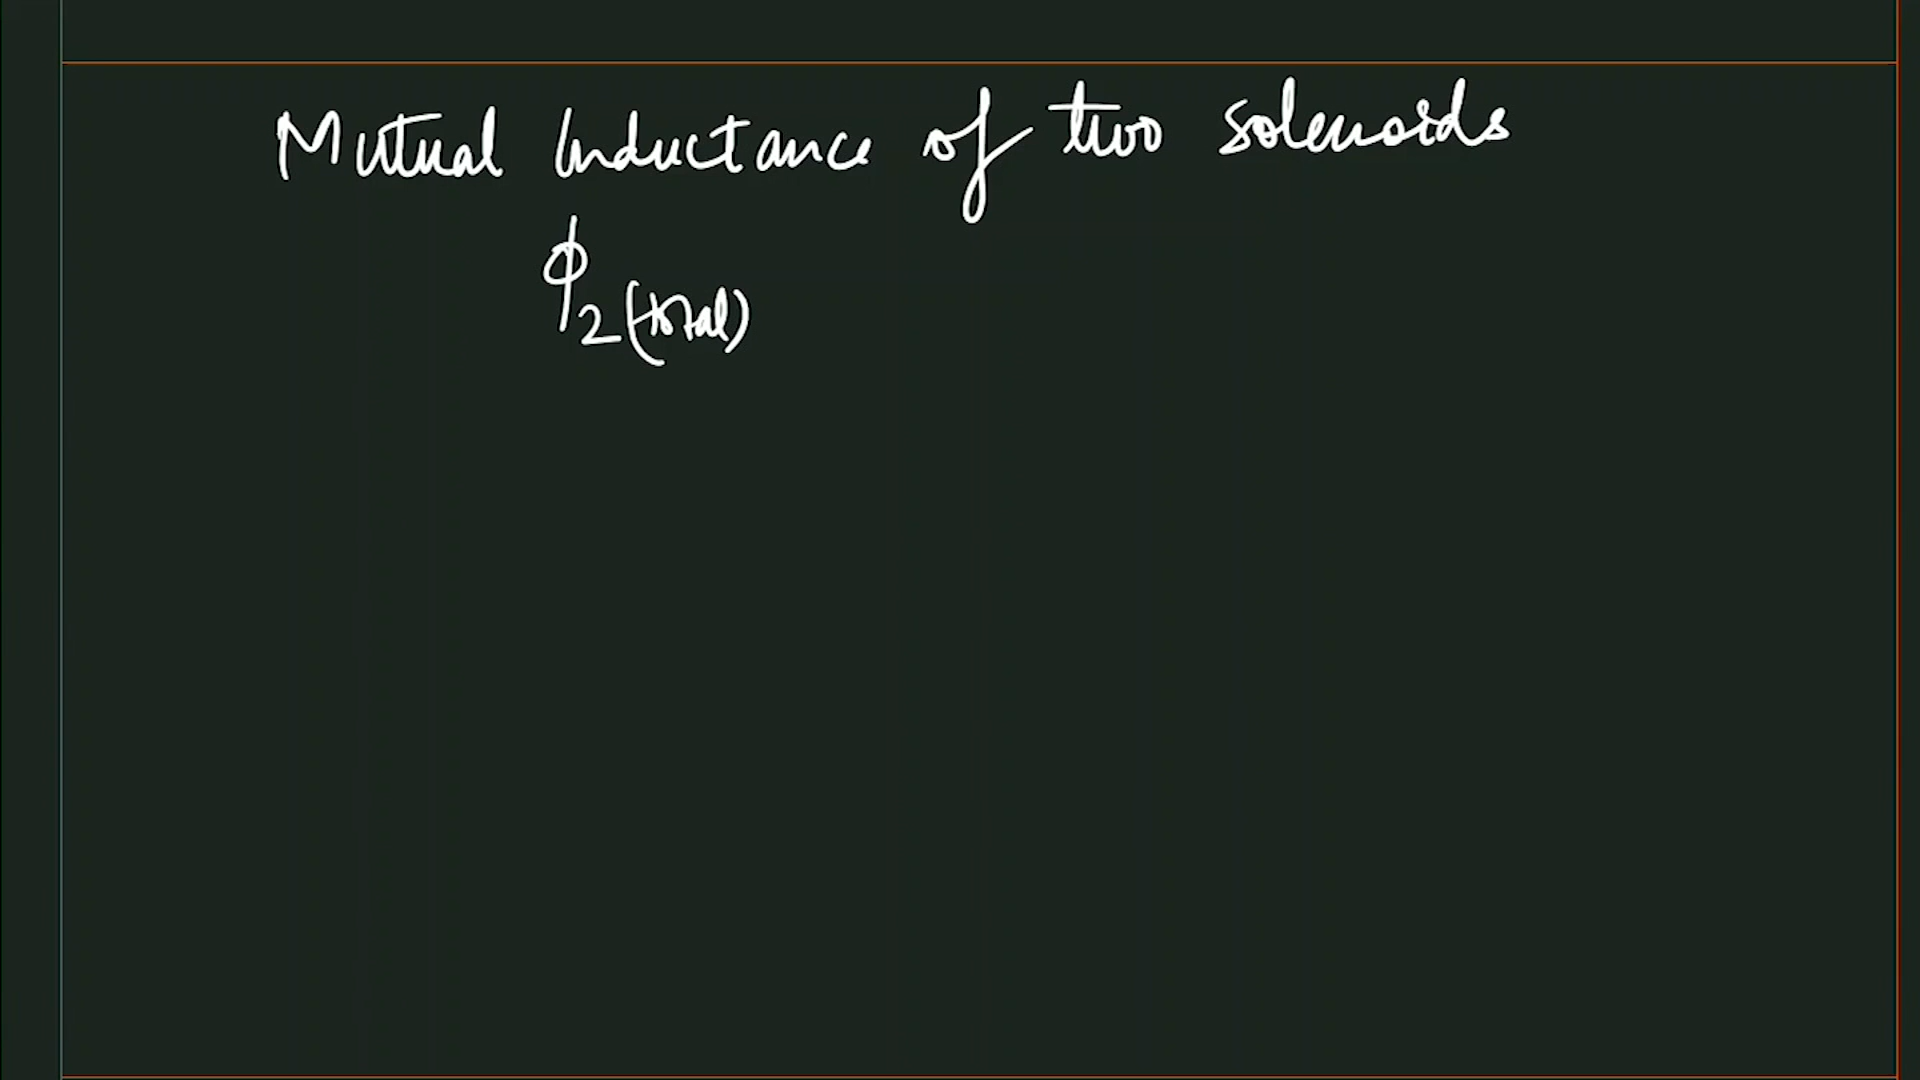 Mutual Inductance of two solenoids
ϕ2(total)